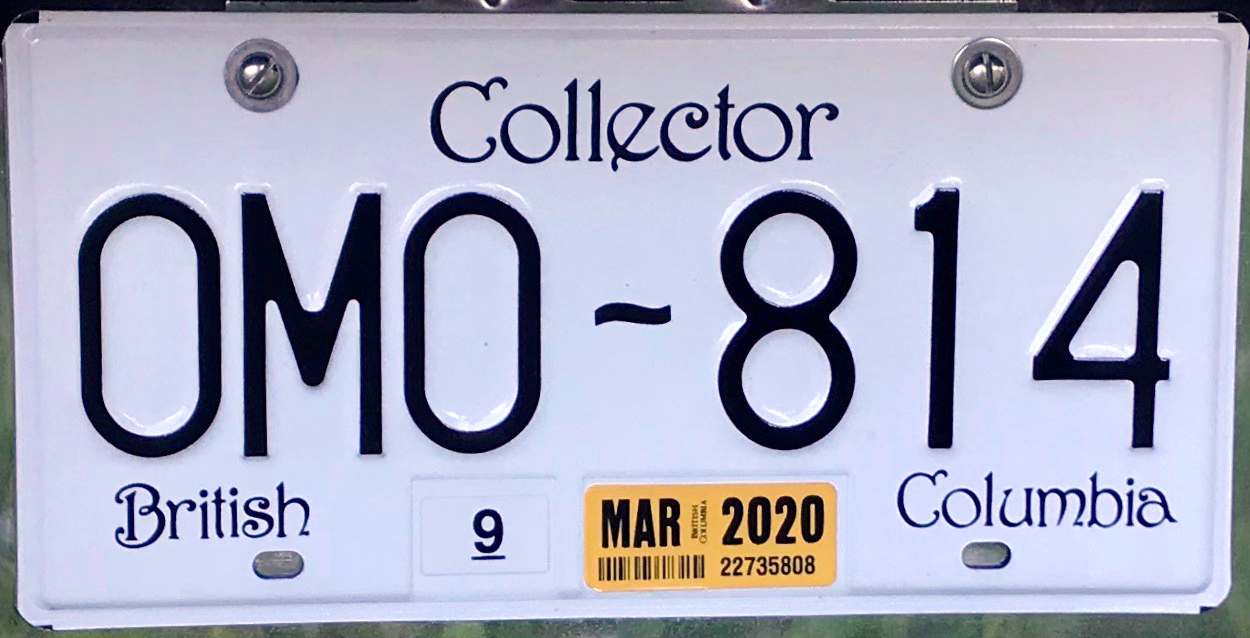 Collector
OMO~814
British Columbia
9
MAR BRITISH COLUMBIA 2020
22735808